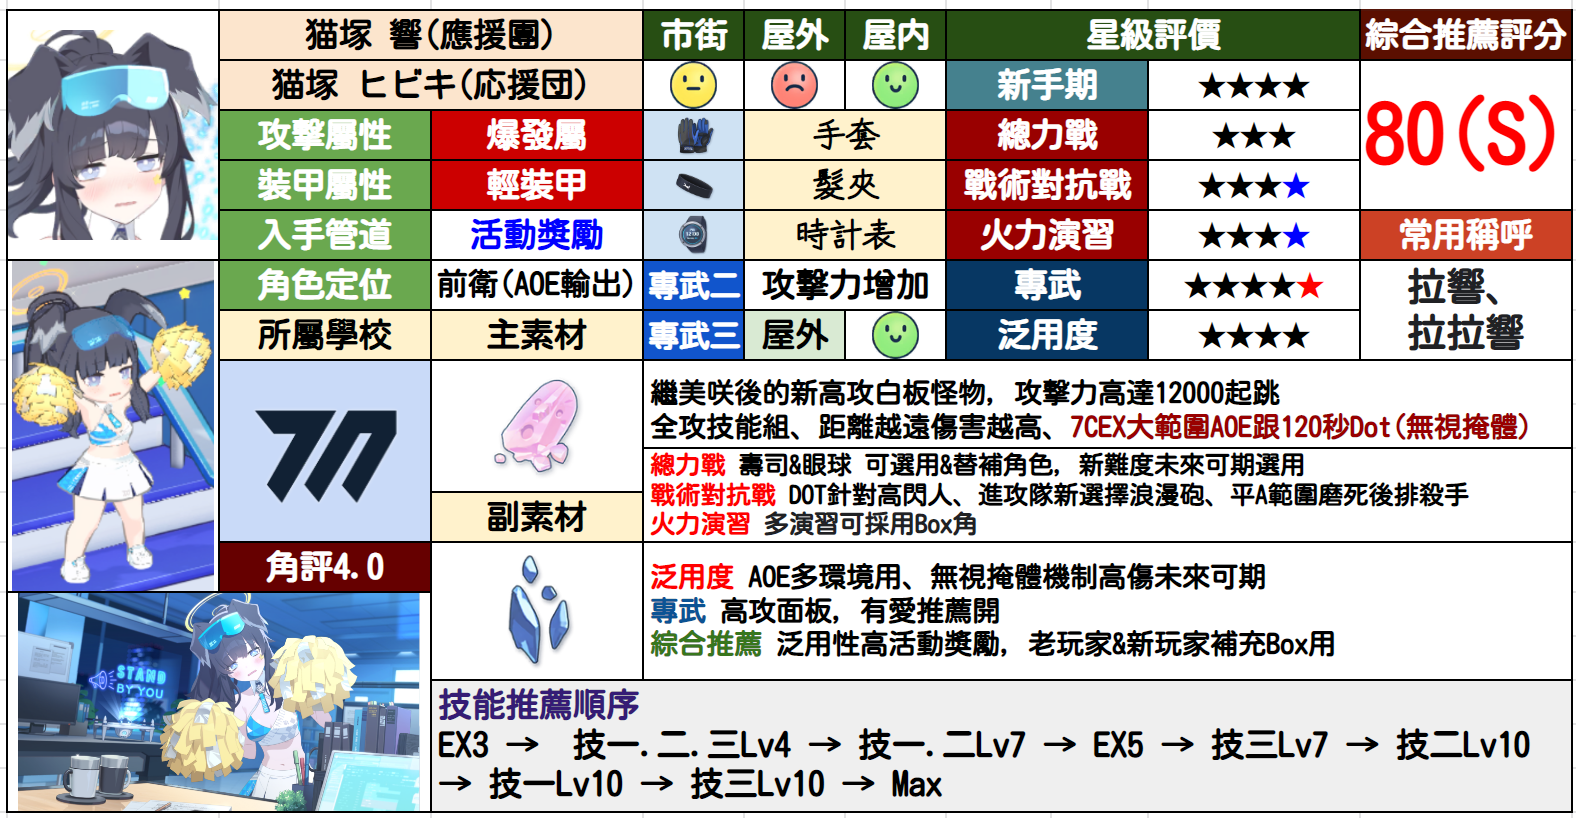 猫塚 響(應援團)
市街
屋外
屋內
星級評價
綜合推薦評分
猫塚 ヒビキ(応援団)
新手期
★★★★
80(S)
攻擊屬性
爆發屬
手套
總力戰
★★★
裝甲屬性
輕裝甲
髮夾
戰術對抗戰
★★★★
入手管道
活動獎勵
時計表
火力演習
★★★★
常用稱呼
角色定位
前衛(AOE輸出)
專武二
攻擊力增加
專武
★★★★★
拉響、
拉拉響
所屬學校
主素材
專武三
屋外
泛用度
★★★★
繼美咲後的新高攻白板怪物, 攻擊力高達12000起跳
全攻技能組、距離越遠傷害越高、7CEX大範圍AOE跟120秒Dot(無視掩體)
總力戰 壽司&眼球 可選用&替補角色, 新難度未來可期選用
戰術對抗戰 DOT針對高閃人、進攻隊新選擇浪漫砲、平A範圍磨死後排殺手
火力演習 多演習可採用Box角
副素材
角評4.0
泛用度 AOE多環境用、無視掩體機制高傷未來可期
專武 高攻面板, 有愛推薦開
綜合推薦 泛用性高活動獎勵, 老玩家&新玩家補充Box用
STAND
BY YOU
技能推薦順序
EX3 → 技一.二.三Lv4 → 技一.二Lv7 → EX5 → 技三Lv7 → 技二Lv10
→ 技一Lv10 → 技三Lv10 → Max